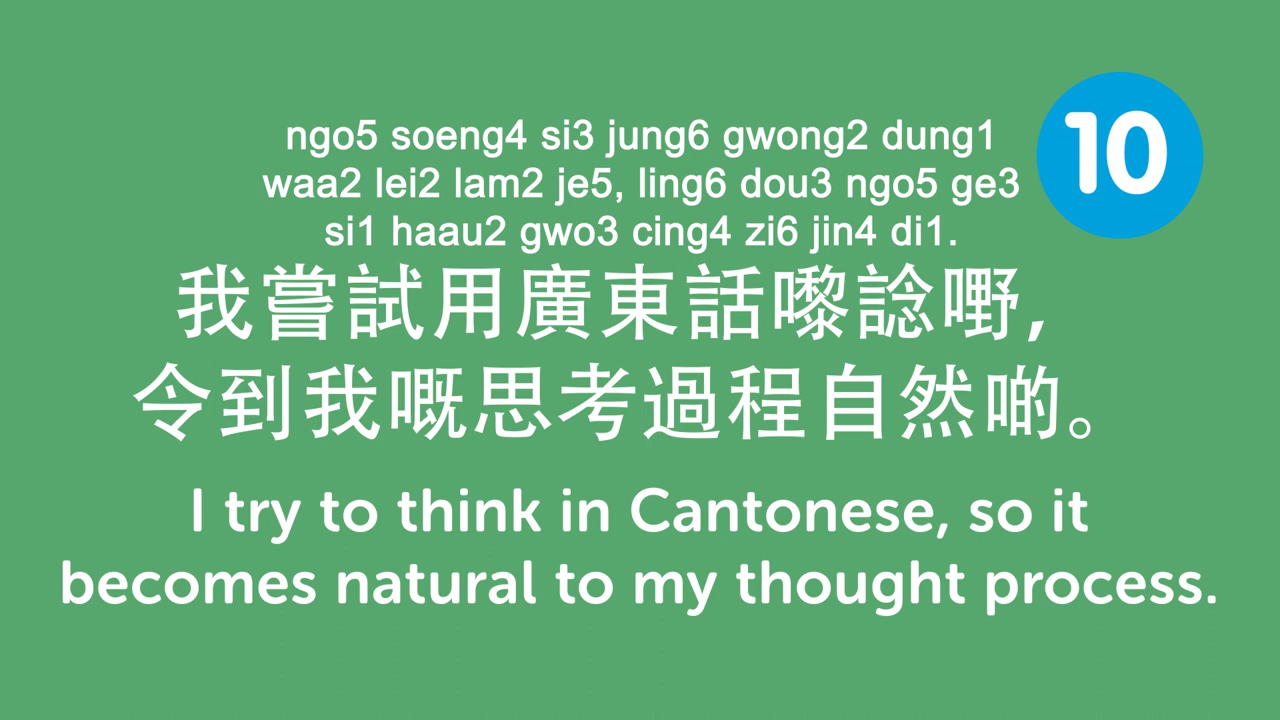 ngo5 soeng4 si3 jung6 gwong2 dung1
waa2 lei2 lam2 je5, ling6 dou3 ngo5 ge3
si1 haau2 gwo3 cing4 zi6 jin4 di1.
10
我嘗試用廣東話嚟諗嘢,
令到我嘅思考過程自然啲。
I try to think in Cantonese, so it
becomes natural to my thought process.